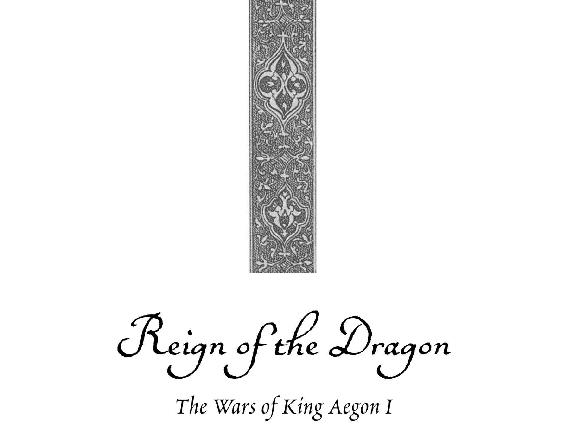 Reign of the Dragon
The Wars of King Aegon I